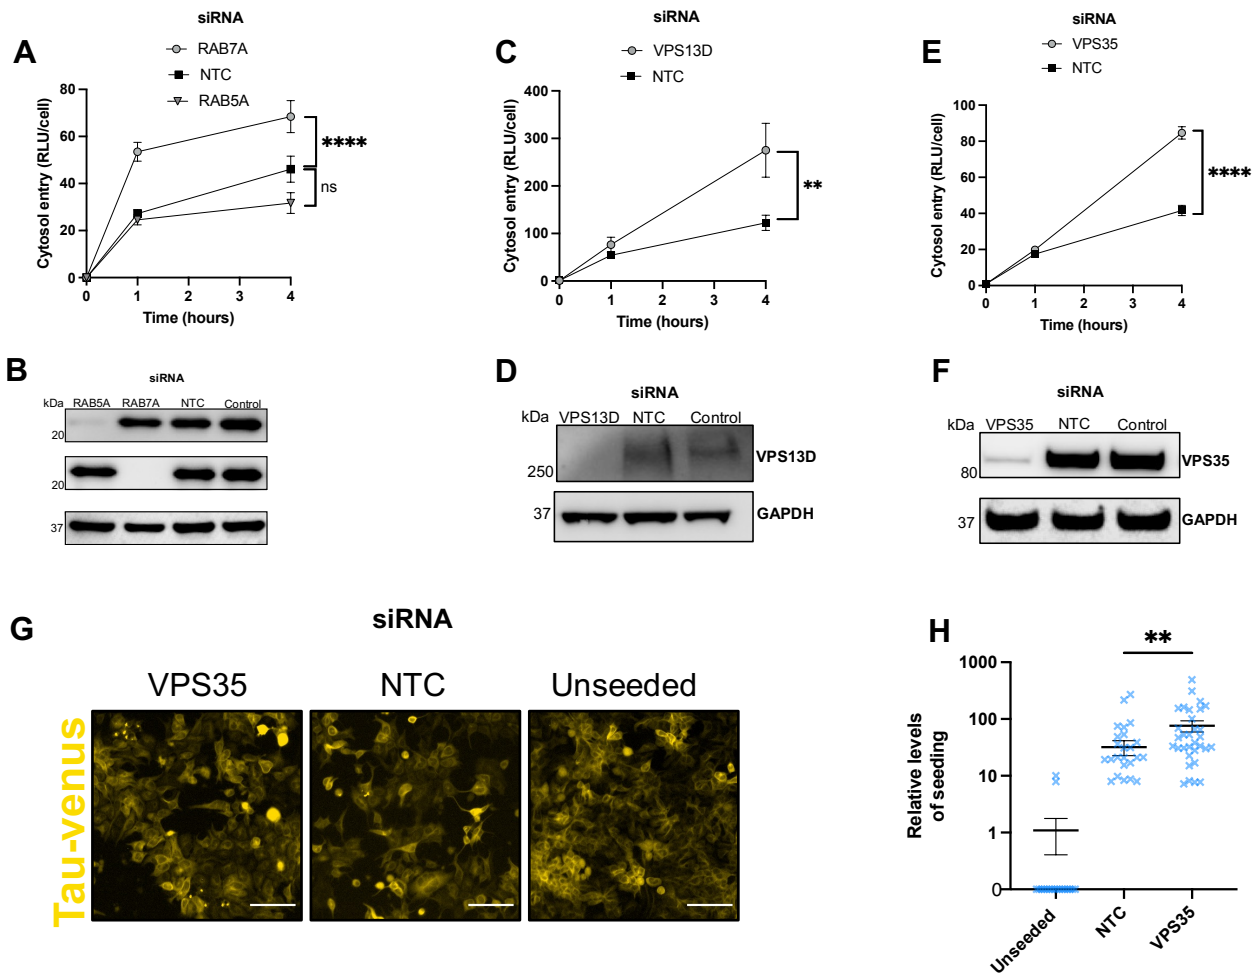 A
siRNA
RAB7A
NTC
RAB5A
80
60
40
20
0
Cytosol entry (RLU/cell)
0 1 2 3 4
Time (hours)
****
ns
C
siRNA
VPS13D
NTC
400
300
200
100
0
Cytosol entry (RLU/cell)
0 1 2 3 4
Time (hours)
**
E
siRNA
VPS35
NTC
100
80
60
40
20
0
Cytosol entry (RLU/cell)
0 1 2 3 4
Time (hours)
****
B
siRNA
kDa RAB5A RAB7A NTC Control
20
20
37
D
siRNA
kDa VPS13D NTC Control
250 VPS13D
37 GAPDH
F
siRNA
kDa VPS35 NTC Control
80 VPS35
37 GAPDH
G
siRNA
VPS35 NTC Unseeded
Tau-venus
H
**
1000
100
10
1
0
Relative levels
of seeding
Unseeded
NTC
VPS35